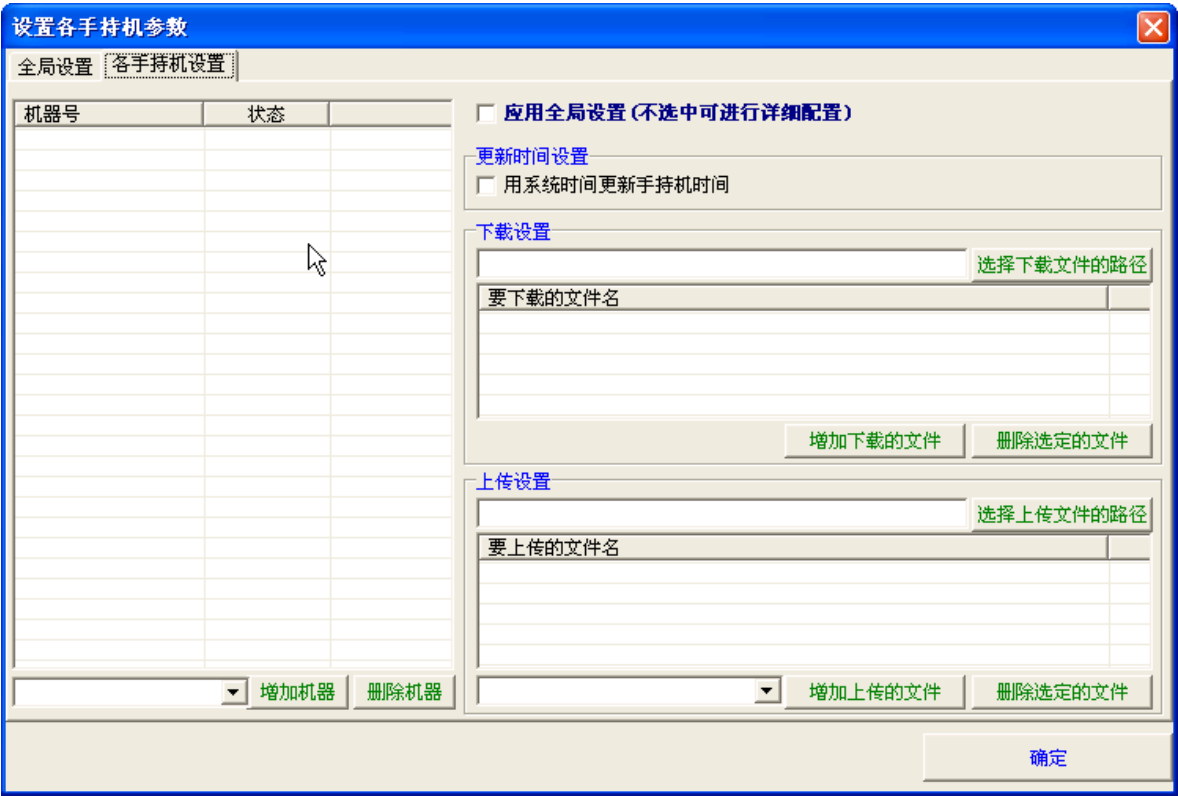 设置各手持机参数
全局设置 各手持机设置
机器号 状态
应用全局设置(不选中可进行详细配置)
更新时间设置
用系统时间更新手持机时间
下载设置
选择下载文件的路径
要下载的文件名
增加下载的文件 删除选定的文件
上传设置
选择上传文件的路径
要上传的文件名
增加机器 删除机器
增加上传的文件 删除选定的文件
确定